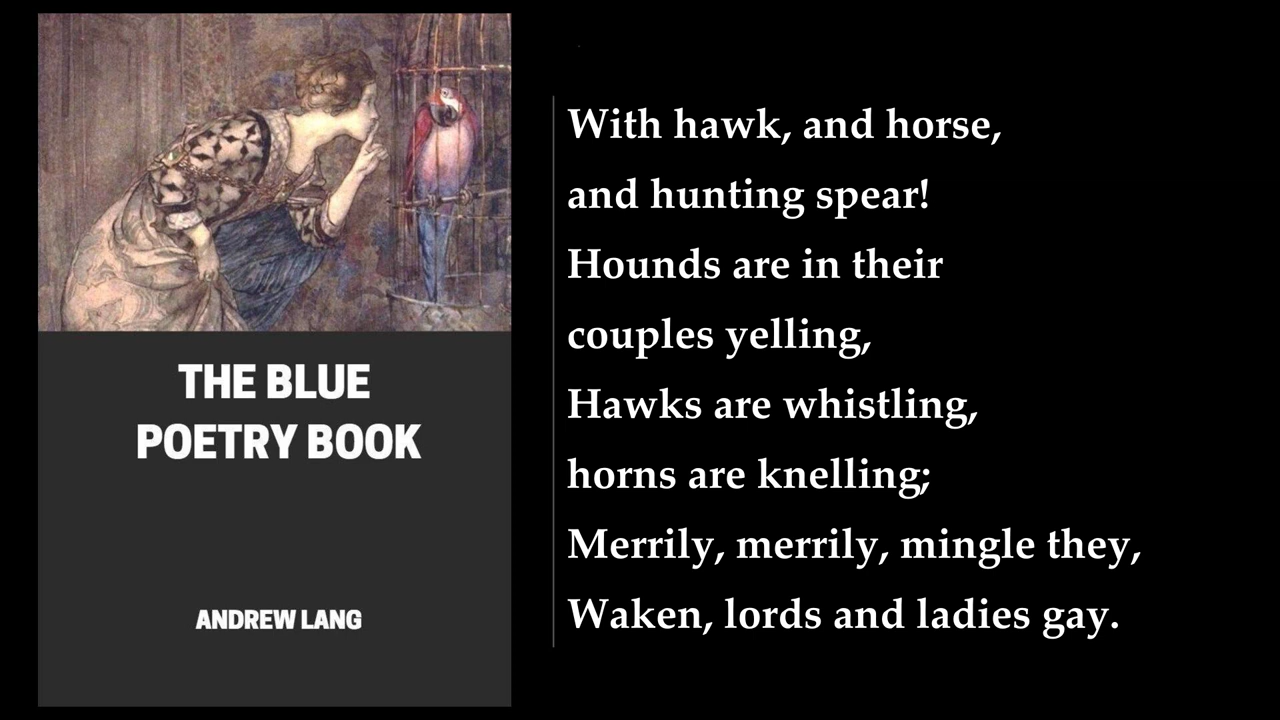 THE BLUE
POETRY BOOK
ANDREW LANG
With hawk, and horse,
and hunting spear!
Hounds are in their
couples yelling,
Hawks are whistling,
horns are knelling;
Merrily, merrily, mingle they,
Waken, lords and ladies gay.